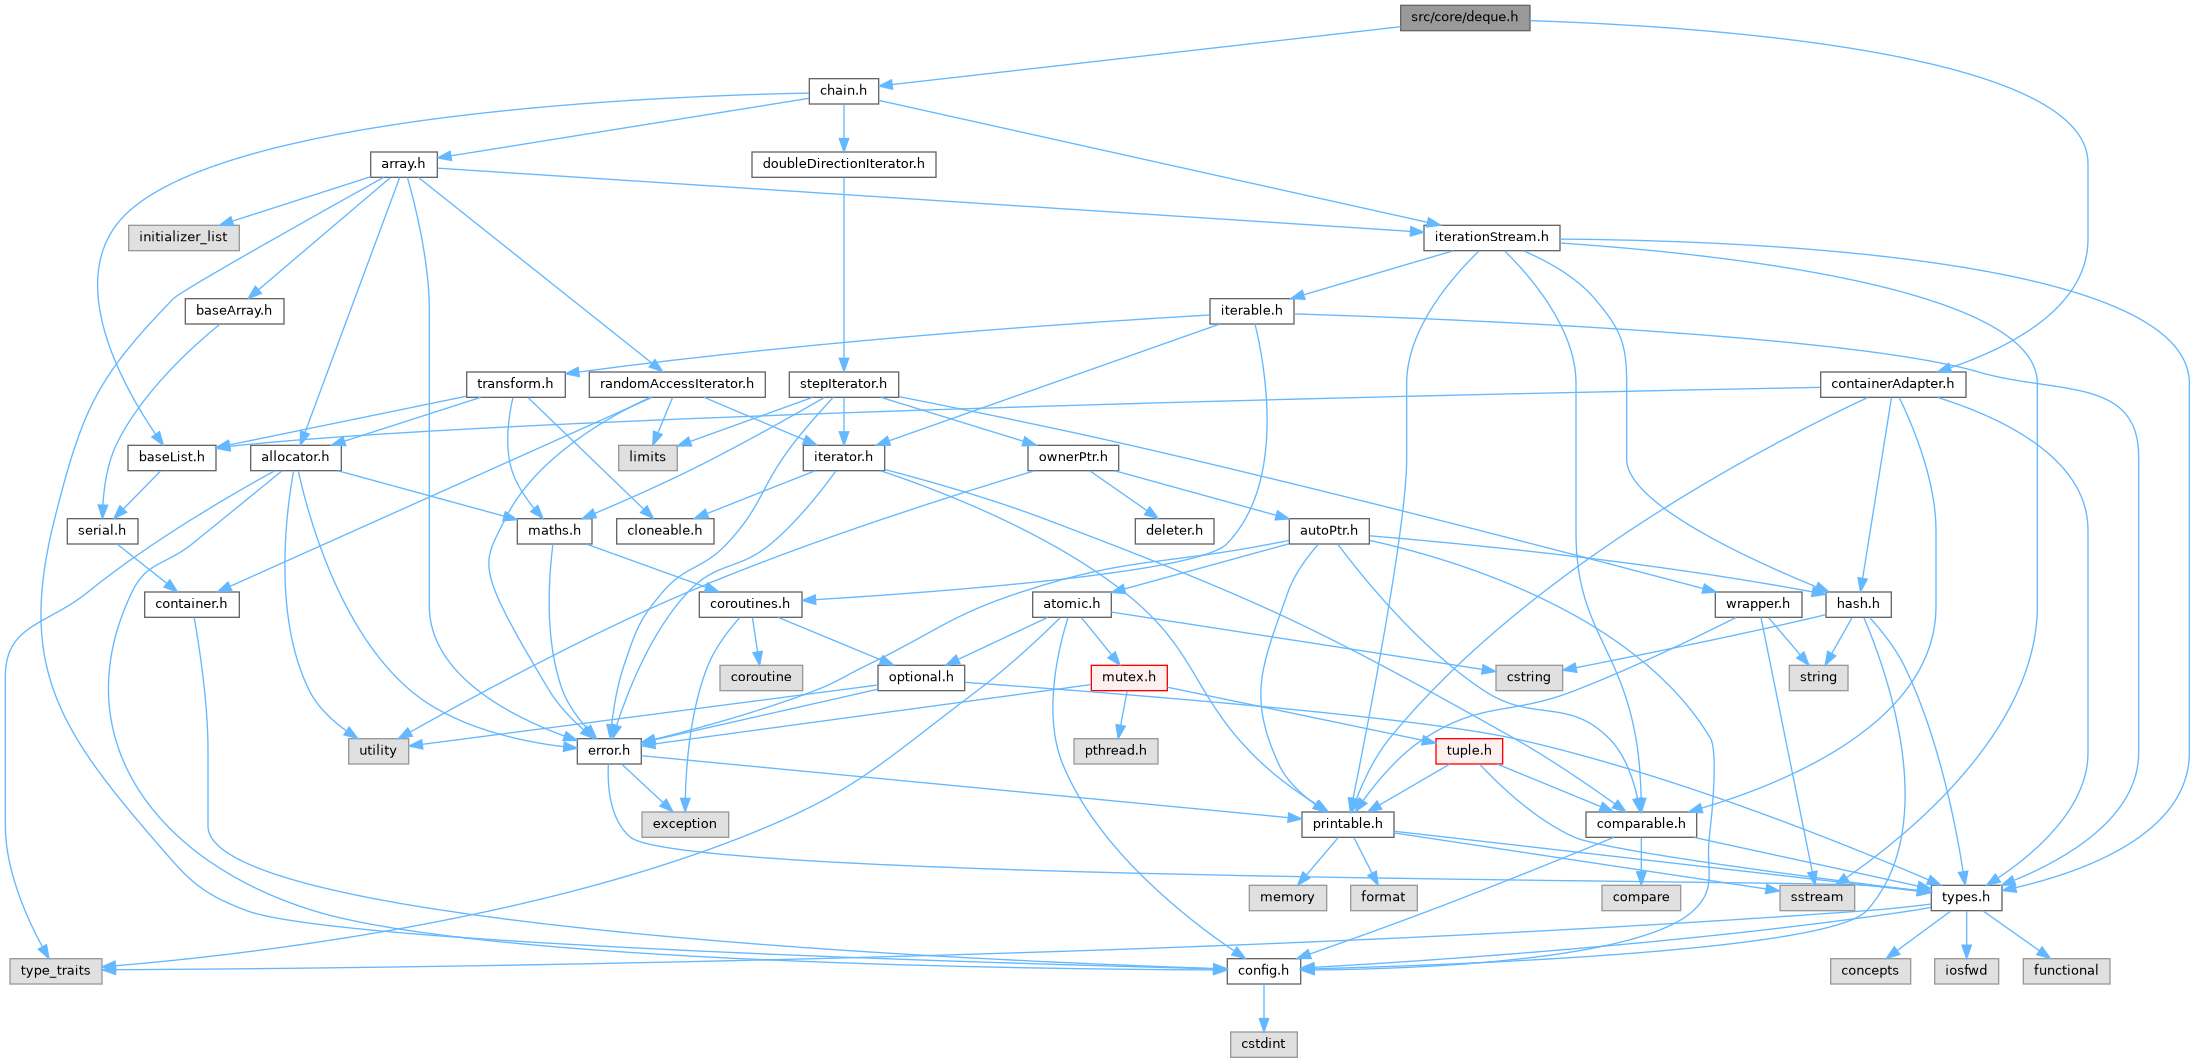 src/core/deque.h
chain.h
array.h
doubleDirectionIterator.h
initializer_list
iterationStream.h
baseArray.h
iterable.h
transform.h
randomAccessIterator.h
stepIterator.h
containerAdapter.h
baseList.h
allocator.h
limits
iterator.h
ownerPtr.h
serial.h
maths.h
cloneable.h
deleter.h
autoPtr.h
container.h
coroutines.h
atomic.h
wrapper.h
hash.h
coroutine
optional.h
mutex.h
cstring
string
utility
error.h
pthread.h
tuple.h
exception
printable.h
comparable.h
memory
format
compare
sstream
types.h
type_traits
config.h
concepts
iosfwd
functional
cstdint